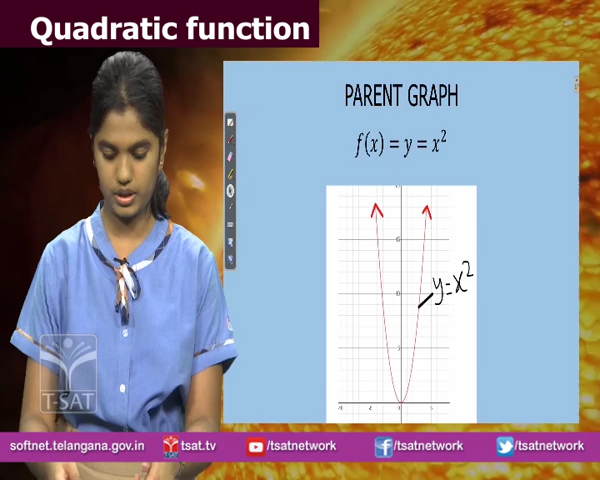 Quadratic function
PARENT GRAPH
f(x) = y = x²
y=x²
T-SAT
softnet.telangana.gov.in tsat.tv /tsatnetwork /tsatnetwork /tsatnetwork